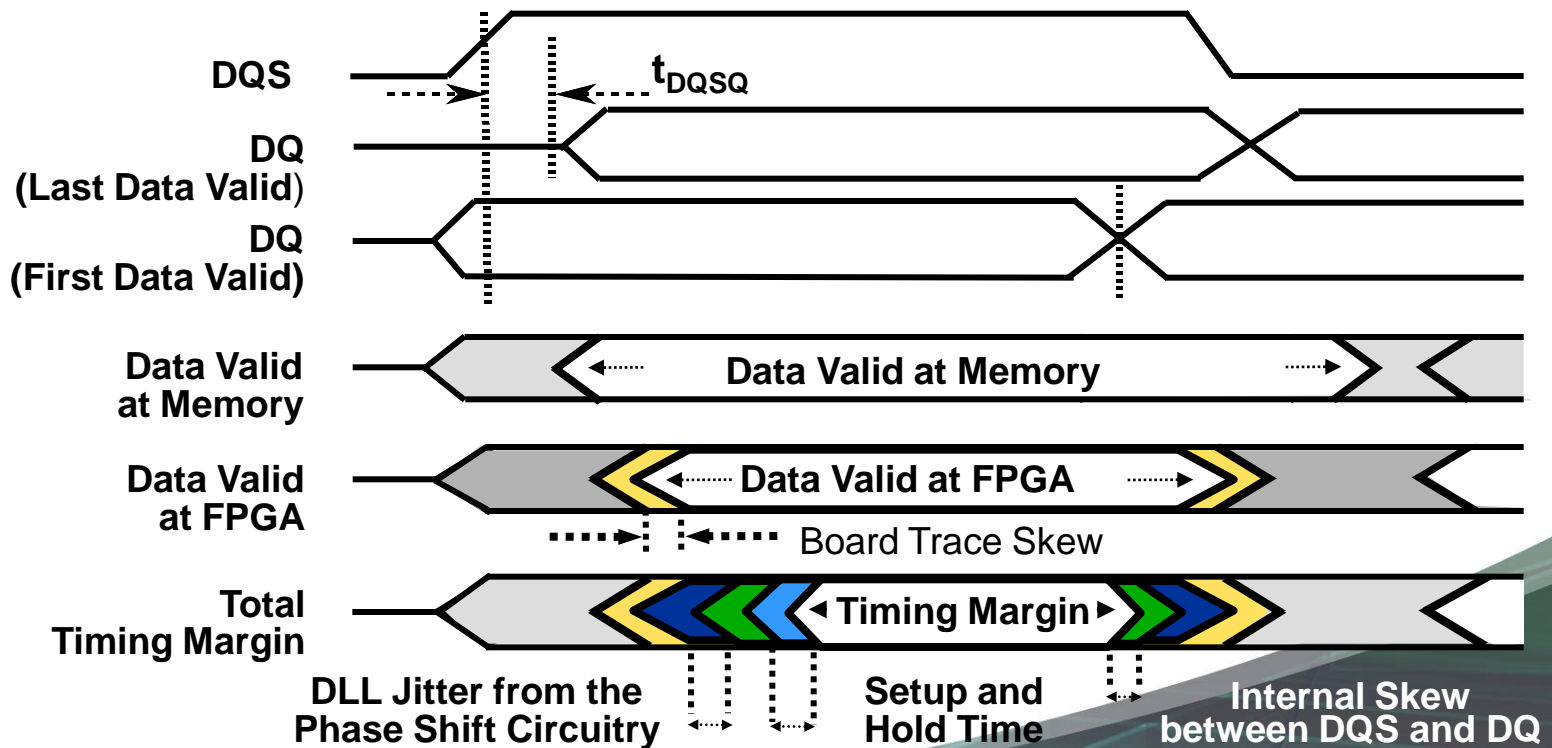 DQS
tDQSQ
DQ
(Last Data Valid)
DQ
(First Data Valid)
Data Valid
at Memory
Data Valid at Memory
Data Valid
at FPGA
Data Valid at FPGA
Board Trace Skew
Total
Timing Margin
Timing Margin
DLL Jitter from the
Phase Shift Circuitry
Setup and
Hold Time
Internal Skew
between DQS and DQ